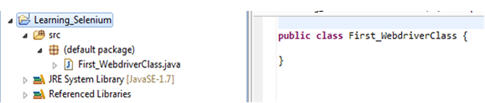 Learning_Selenium
src
(default package)
First_WebdriverClass.java
JRE System Library [JavaSE-1.7]
Referenced Libraries
public class First_WebdriverClass {
}